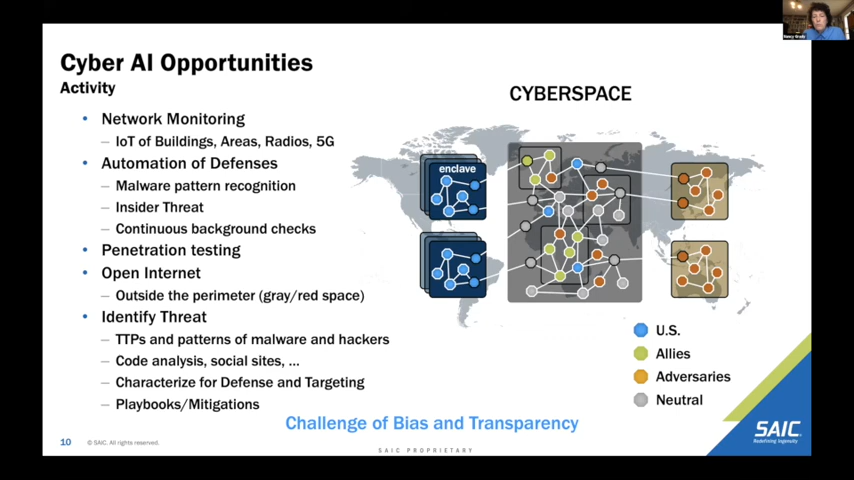 Cyber AI Opportunities
Activity
• Network Monitoring
– IoT of Buildings, Areas, Radios, 5G
• Automation of Defenses
– Malware pattern recognition
– Insider Threat
– Continuous background checks
• Penetration testing
• Open Internet
– Outside the perimeter (gray/red space)
• Identify Threat
– TTPs and patterns of malware and hackers
– Code analysis, social sites, ...
– Characterize for Defense and Targeting
– Playbooks/Mitigations
CYBERSPACE
enclave
U.S.
Allies
Adversaries
Neutral
Challenge of Bias and Transparency
10
© SAIC. All rights reserved.
SAIC PROPRIETARY
SAIC
Redefining Ingenuity
Nancy Grady